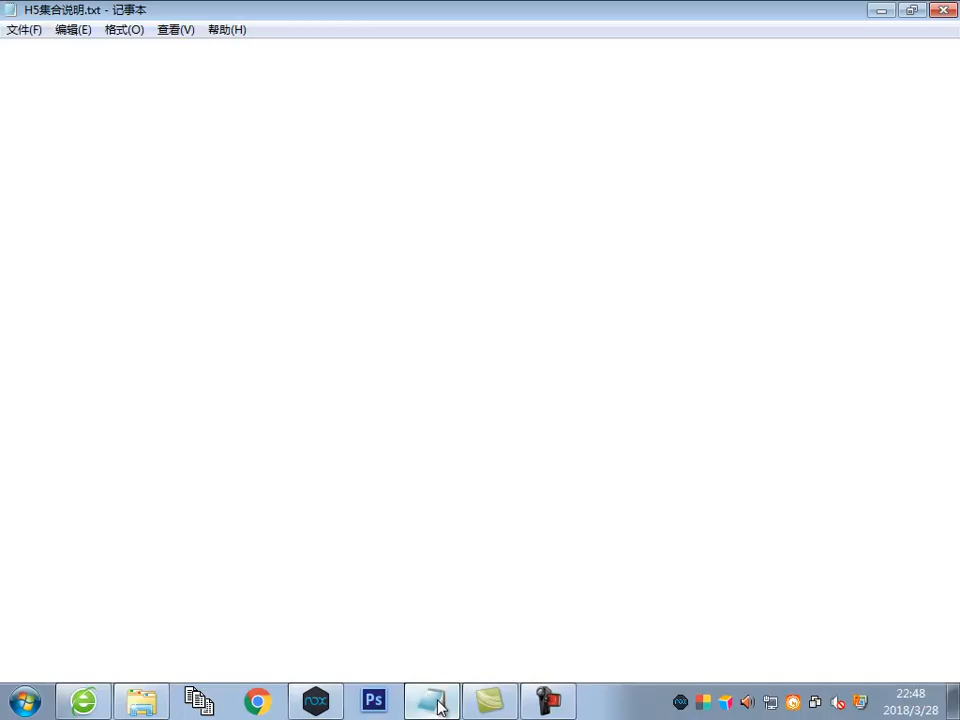 H5集合说明.txt - 记事本
文件(F) 编辑(E) 格式(O) 查看(V) 帮助(H)
nox
Ps
22:48
2018/3/28